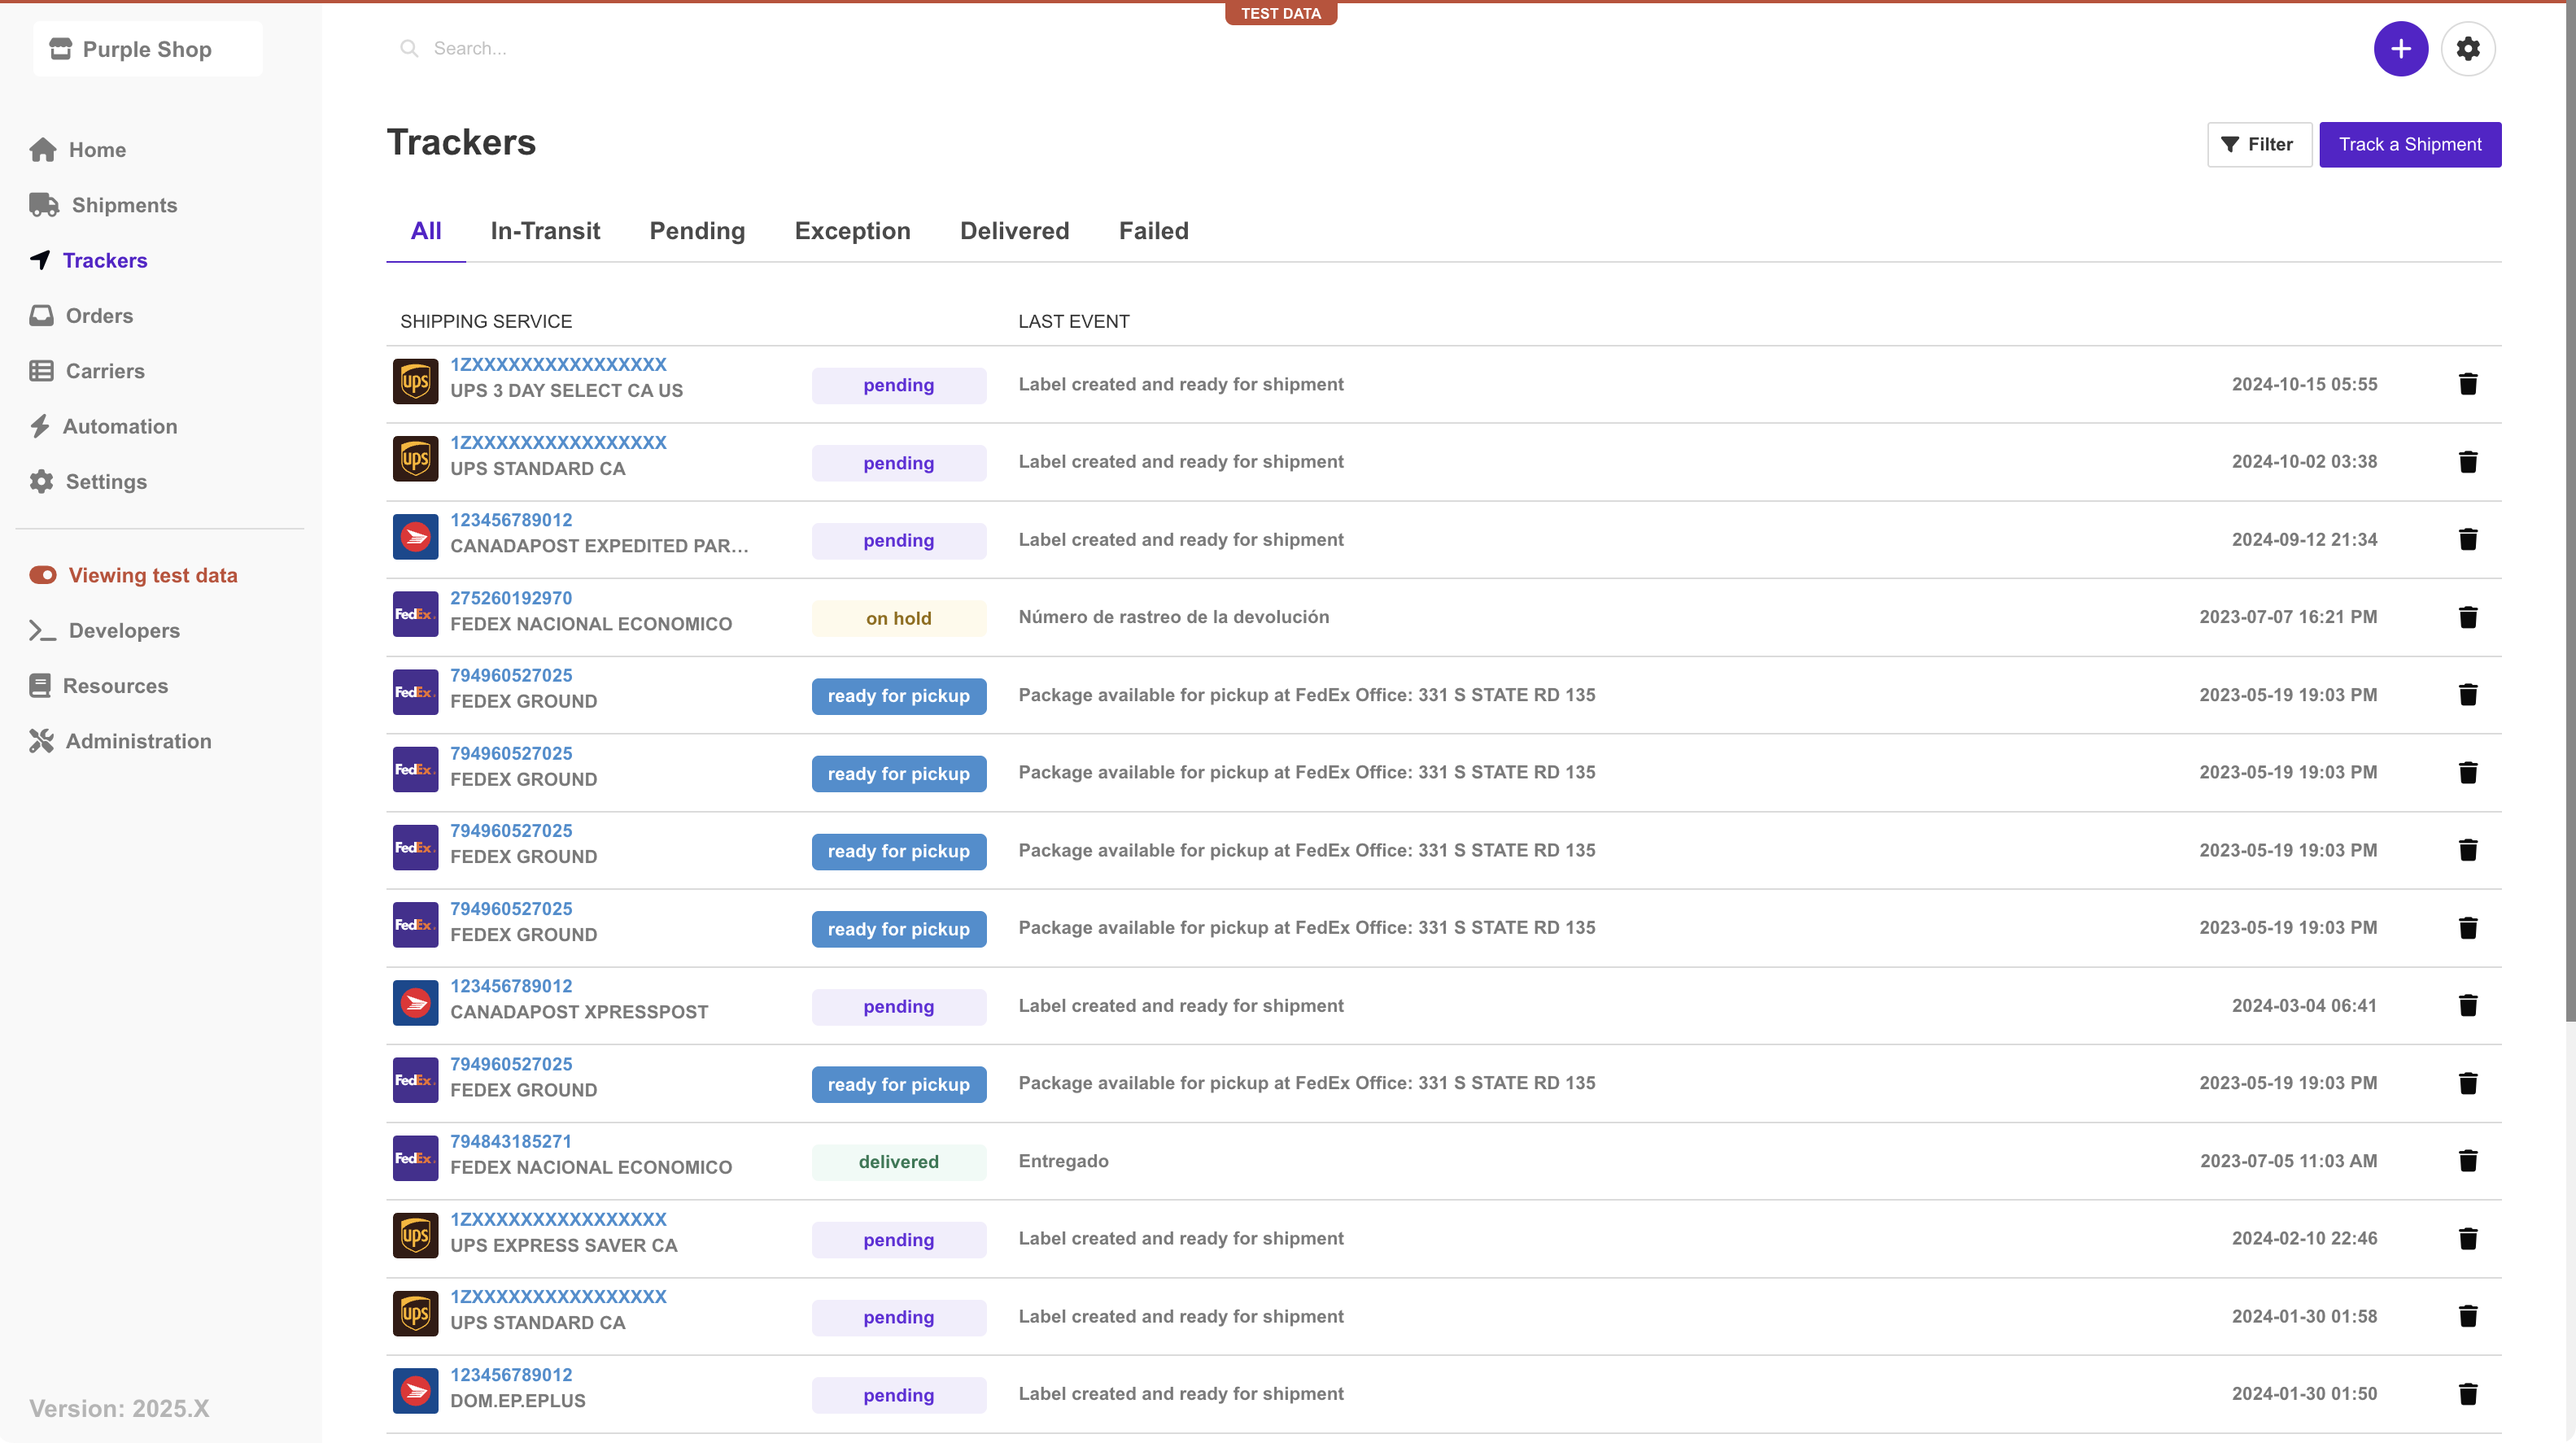 TEST DATA
Purple Shop
Search...
Home
Shipments
Trackers
Orders
Carriers
Automation
Settings
Viewing test data
Developers
Resources
Administration
Version: 2025.X
Trackers
Filter
Track a Shipment
All In-Transit Pending Exception Delivered Failed
SHIPPING SERVICE LAST EVENT
ups 1ZXXXXXXXXXXXXXXXX
UPS 3 DAY SELECT CA US pending Label created and ready for shipment 2024-10-15 05:55
ups 1ZXXXXXXXXXXXXXXXX
UPS STANDARD CA pending Label created and ready for shipment 2024-10-02 03:38
123456789012
CANADAPOST EXPEDITED PAR... pending Label created and ready for shipment 2024-09-12 21:34
FedEx 275260192970
FEDEX NACIONAL ECONOMICO on hold Número de rastreo de la devolución 2023-07-07 16:21 PM
FedEx 794960527025
FEDEX GROUND ready for pickup Package available for pickup at FedEx Office: 331 S STATE RD 135 2023-05-19 19:03 PM
FedEx 794960527025
FEDEX GROUND ready for pickup Package available for pickup at FedEx Office: 331 S STATE RD 135 2023-05-19 19:03 PM
FedEx 794960527025
FEDEX GROUND ready for pickup Package available for pickup at FedEx Office: 331 S STATE RD 135 2023-05-19 19:03 PM
FedEx 794960527025
FEDEX GROUND ready for pickup Package available for pickup at FedEx Office: 331 S STATE RD 135 2023-05-19 19:03 PM
123456789012
CANADAPOST XPRESSPOST pending Label created and ready for shipment 2024-03-04 06:41
FedEx 794960527025
FEDEX GROUND ready for pickup Package available for pickup at FedEx Office: 331 S STATE RD 135 2023-05-19 19:03 PM
FedEx 794843185271
FEDEX NACIONAL ECONOMICO delivered Entregado 2023-07-05 11:03 AM
ups 1ZXXXXXXXXXXXXXXXX
UPS EXPRESS SAVER CA pending Label created and ready for shipment 2024-02-10 22:46
ups 1ZXXXXXXXXXXXXXXXX
UPS STANDARD CA pending Label created and ready for shipment 2024-01-30 01:58
123456789012
DOM.EP.EPLUS pending Label created and ready for shipment 2024-01-30 01:50